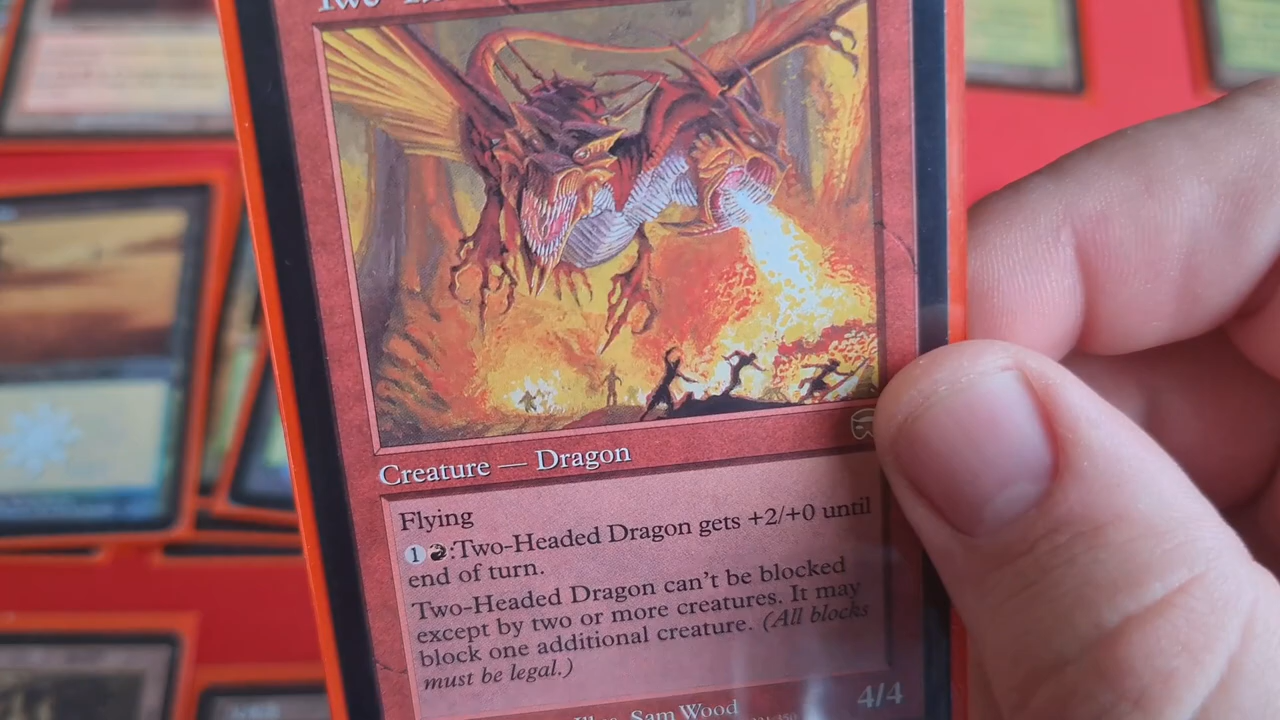 Two
Creature — Dragon
Flying
1 :Two-Headed Dragon gets +2/+0 until
end of turn.
Two-Headed Dragon can't be blocked
except by two or more creatures. It may
block one additional creature. (All blocks
must be legal.)
Illus. Sam Wood
4/4